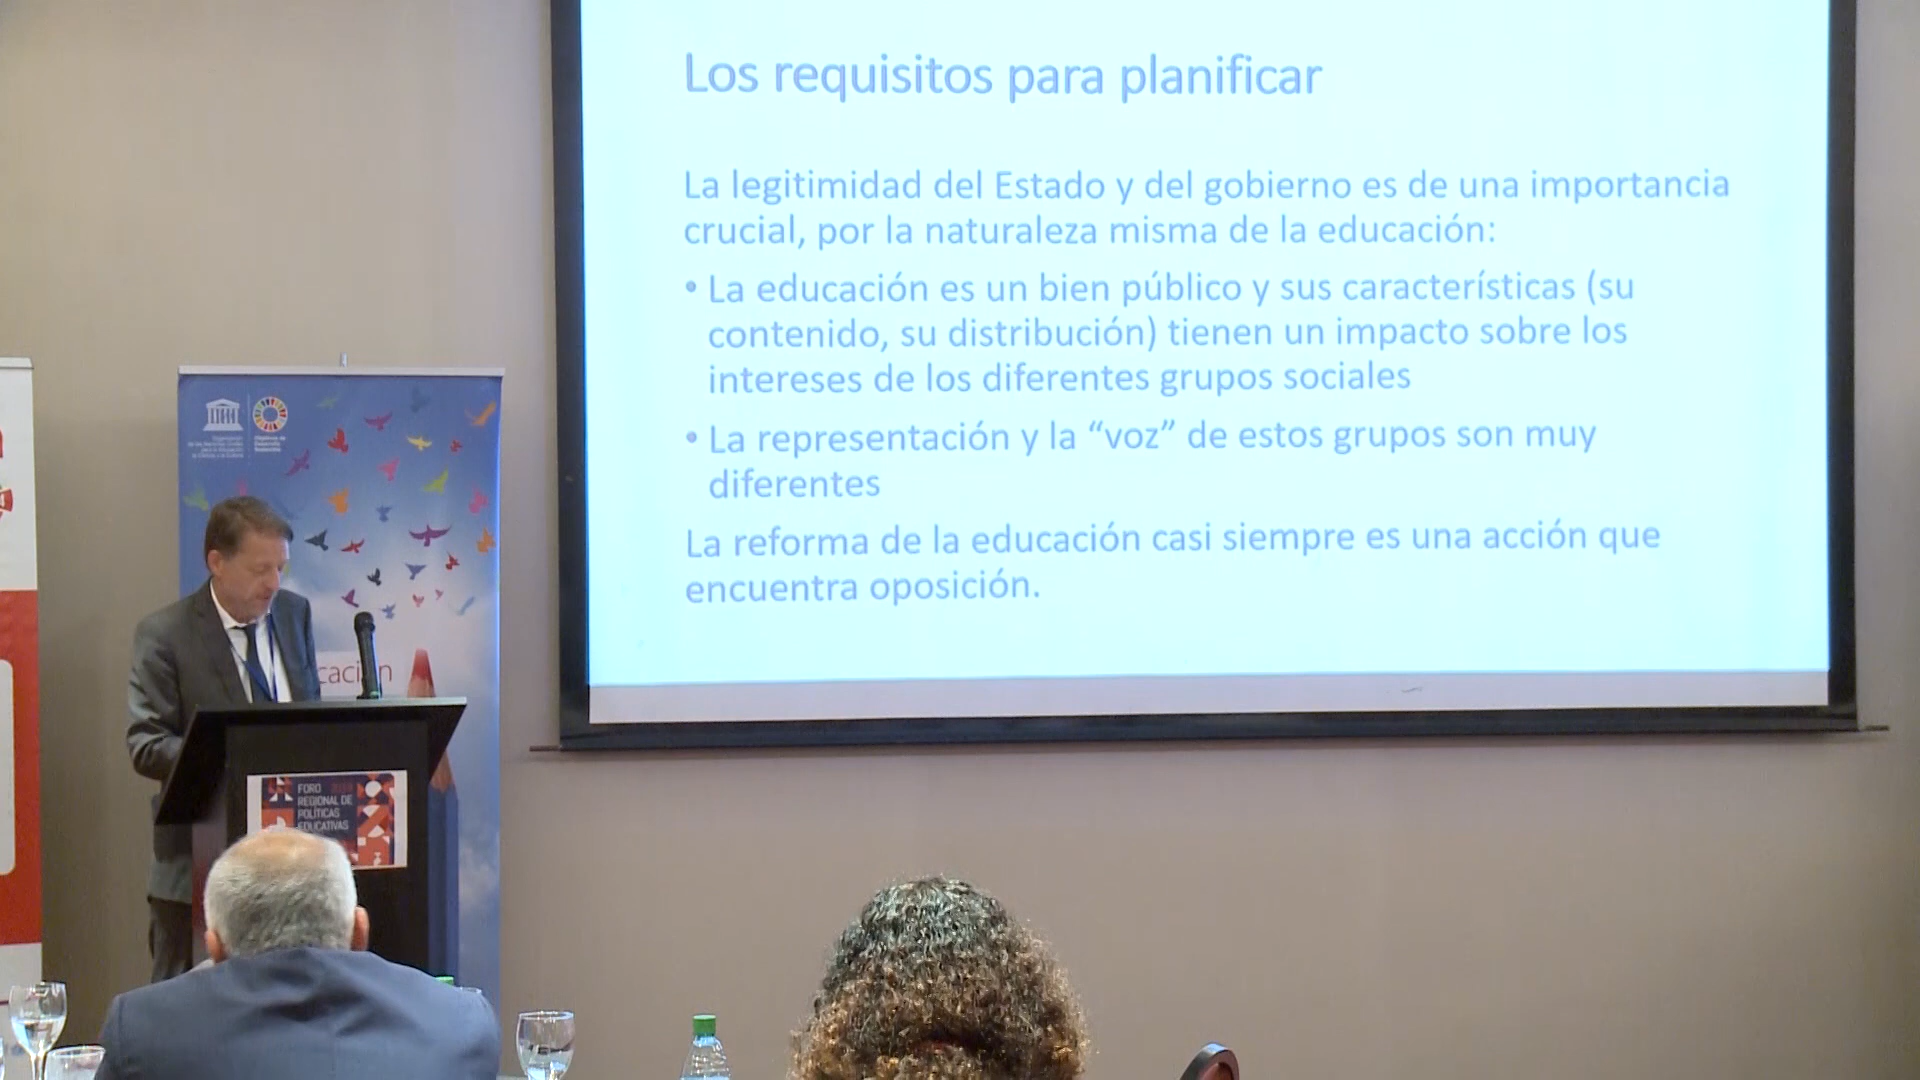 Los requisitos para planificar
La legitimidad del Estado y del gobierno es de una importancia
crucial, por la naturaleza misma de la educación:
• La educación es un bien público y sus características (su
contenido, su distribución) tienen un impacto sobre los
intereses de los diferentes grupos sociales
• La representación y la “voz” de estos grupos son muy
diferentes
La reforma de la educación casi siempre es una acción que
encuentra oposición.
FORO
REGIONAL DE
POLÍTICAS
EDUCATIVAS